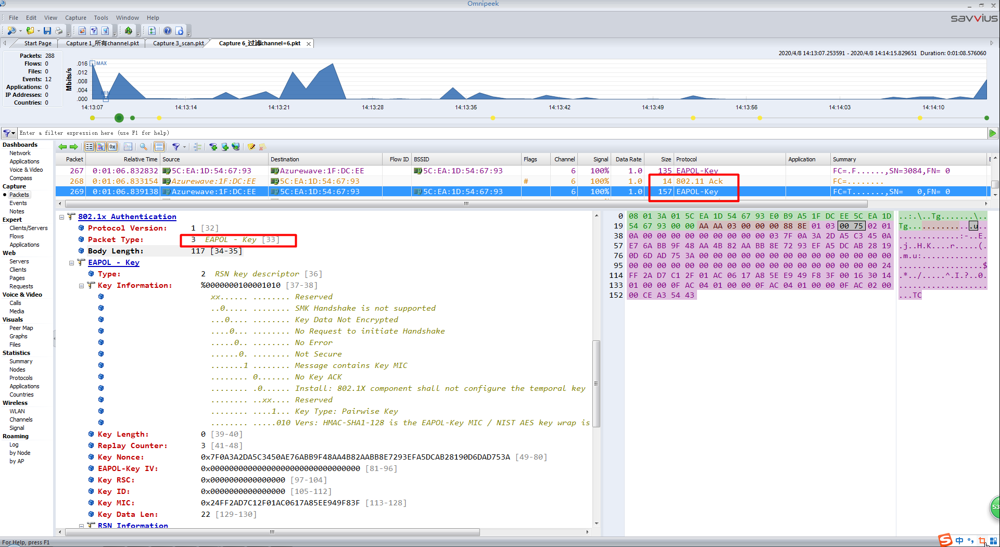 Omnipeek
File Edit View Capture Tools Window Help
savvius
Start Page Capture 1_所有channel.pkt Capture 3_scan.pkt Capture 6_过滤channel=6.pkt
2020/4/8 14:13:07.253591 - 2020/4/8 14:14:15.829651 Duration: 0:01:08.576060
Packets: 288
Flows: 0
Files: 0
Events: 12
Applications: 0
IP Addresses: 0
Countries: 0
Mbits/s
.016
.012
.008
.004
.000
MAX
MIN
14:13:07 14:13:14 14:13:21 14:13:28 14:13:35 14:13:42 14:13:49 14:13:56 14:14:03 14:14:10
Enter a filter expression here (use F1 for help)
Dashboards
Network
Applications
Voice & Video
Compass
Capture
Packets
Events
Notes
Expert
Clients/Servers
Flows
Applications
Web
Servers
Clients
Pages
Requests
Voice & Video
Calls
Media
Visuals
Peer Map
Graphs
Files
Statistics
Summary
Nodes
Protocols
Applications
Countries
Wireless
WLAN
Channels
Signal
Roaming
Log
by Node
by AP
Packet Relative Time Source Destination Flow ID BSSID Flags Channel Signal Data Rate Size Protocol Application Summary E
267 0:01:06.832832 5C:EA:1D:54:67:93 Azurewave:1F:DC:EE 5C:EA:1D:54:67:93 6 100% 1.0 135 EAPOL-Key FC=.F......,SN=3084,FN= 0
268 0:01:06.833154 Azurewave:1F:DC:EE 5C:EA:1D:54:67:93 # 6 100% 1.0 14 802.11 Ack FC=........
269 0:01:06.839138 Azurewave:1F:DC:EE 5C:EA:1D:54:67:93 5C:EA:1D:54:67:93 6 100% 1.0 157 EAPOL-Key FC=T.......,SN= 0,FN= 0
802.1x Authentication
Protocol Version: 1 [32]
Packet Type: 3 EAPOL - Key [33]
Body Length: 117 [34-35]
EAPOL - Key
Type: 2 RSN key descriptor [36]
Key Information: %0000000100001010 [37-38]
xx...... ........ Reserved
..0..... ........ SMK Handshake is not supported
...0.... ........ Key Data Not Encrypted
....0... ........ No Request to initiate Handshake
.....0.. ........ No Error
......0. ........ Not Secure
.......1 ........ Message contains Key MIC
........ 0....... No Key ACK
........ .0...... Install: 802.1X component shall not configure the temporal key
........ ..xx.... Reserved
........ ....1... Key Type: Pairwise Key
........ .....010 Vers: HMAC-SHA1-128 is the EAPOL-Key MIC / NIST AES key wrap is
Key Length: 0 [39-40]
Replay Counter: 3 [41-48]
Key Nonce: 0x7F0A3A2DA5C3450AE76ABB9F48AA4B82AABB8E7293EFA5DCAB28190D6DAD753A [49-80]
EAPOL-Key IV: 0x00000000000000000000000000000000 [81-96]
Key RSC: 0x0000000000000000 [97-104]
Key ID: 0x0000000000000000 [105-112]
Key MIC: 0x24FF2AD7C12F01AC0617A85EE949F83F [113-128]
Key Data Len: 22 [129-130]
RSN Information
0 08 01 3A 01 5C EA 1D 54 67 93 E0 B9 A5 1F DC EE 5C EA 1D ..:.\..Tg.......\..
19 54 67 93 00 00 AA AA 03 00 00 00 88 8E 01 03 00 75 02 01 Tg...............u..
38 0A 00 00 00 00 00 00 00 00 00 03 7F 0A 3A 2D A5 C3 45 0A .............:-..E.
57 E7 6A BB 9F 48 AA 4B 82 AA BB 8E 72 93 EF A5 DC AB 28 19 .j..H.K....r.....(.
76 0D 6D AD 75 3A 00 00 00 00 00 00 00 00 00 00 00 00 00 00 .m.u:..............
95 00 00 00 00 00 00 00 00 00 00 00 00 00 00 00 00 00 00 24 ..................$
114 FF 2A D7 C1 2F 01 AC 06 17 A8 5E E9 49 F8 3F 00 16 30 14 .*../.....^.I.?..0.
133 01 00 00 0F AC 04 01 00 00 0F AC 04 01 00 00 0F AC 02 00 ...................
152 00 CE A3 54 43 ...TC
53
For Help, press F1
中